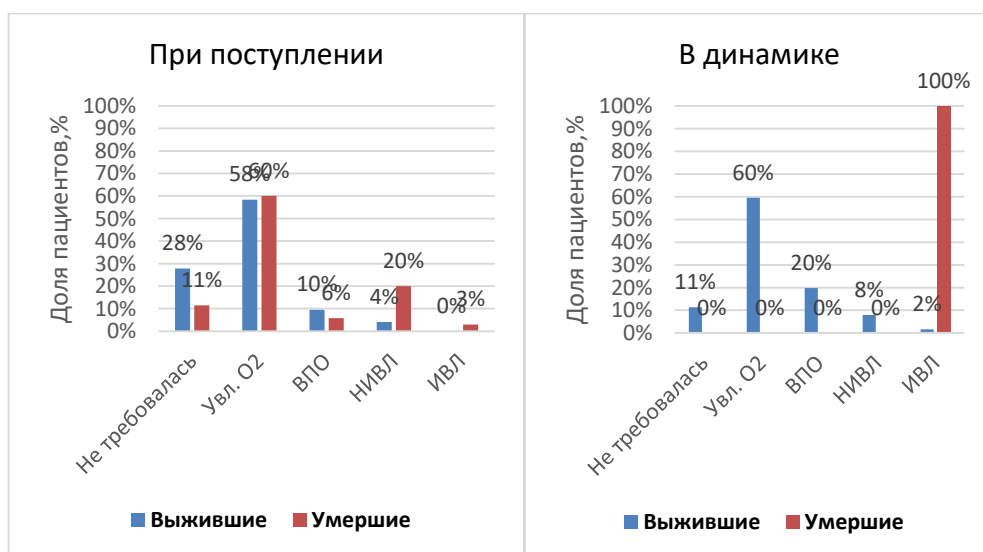 При поступлении
Доля пациентов,%
100%
90%
80%
70%
60%
50%
40%
30%
20%
10%
0%
28%
11%
58%
60%
10%
6%
4%
20%
0%
3%
Не требовалась
Увл. О2
ВПО
НИВЛ
ИВЛ
Выжившие Умершие
В динамике
Доля пациентов,%
100%
90%
80%
70%
60%
50%
40%
30%
20%
10%
0%
11%
0%
60%
0%
20%
0%
8%
0%
2%
100%
Не требовалась
Увл. О2
ВПО
НИВЛ
ИВЛ
Выжившие Умершие